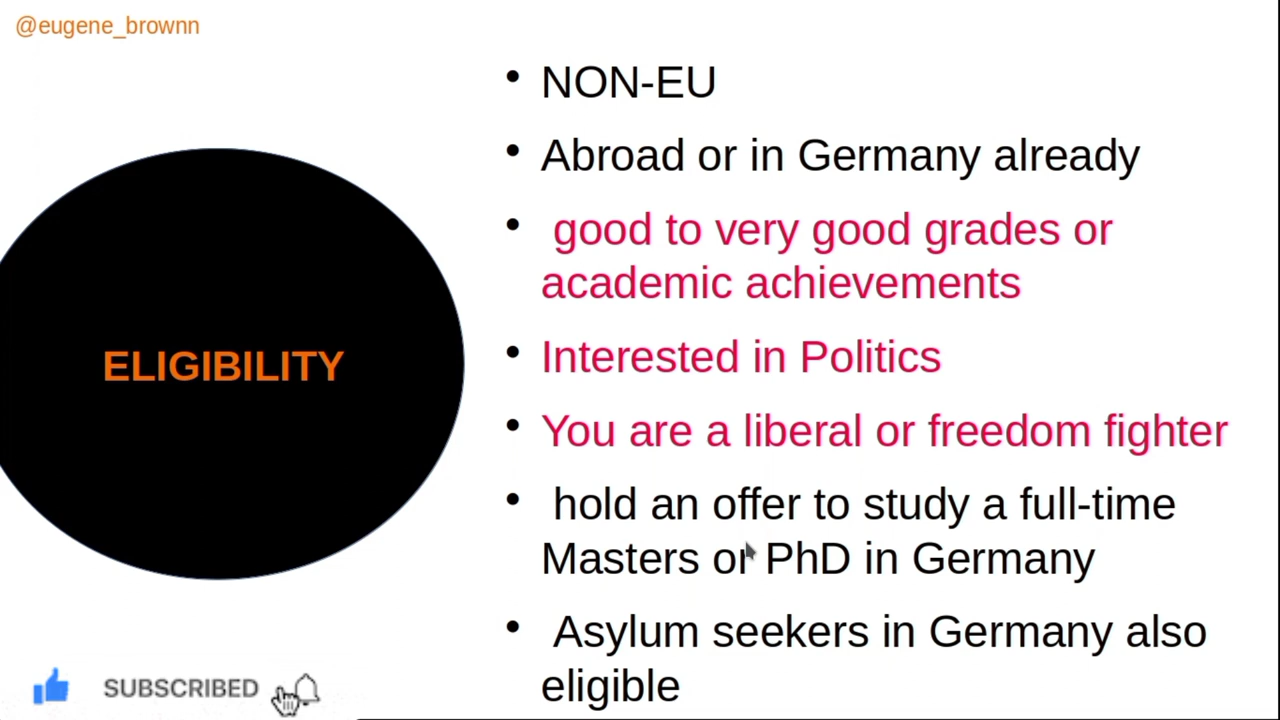 @eugene_brownn
• NON-EU
• Abroad or in Germany already
• good to very good grades or
academic achievements
• Interested in Politics
• You are a liberal or freedom fighter
• hold an offer to study a full-time
Masters or PhD in Germany
• Asylum seekers in Germany also
eligible
ELIGIBILITY
SUBSCRIBED